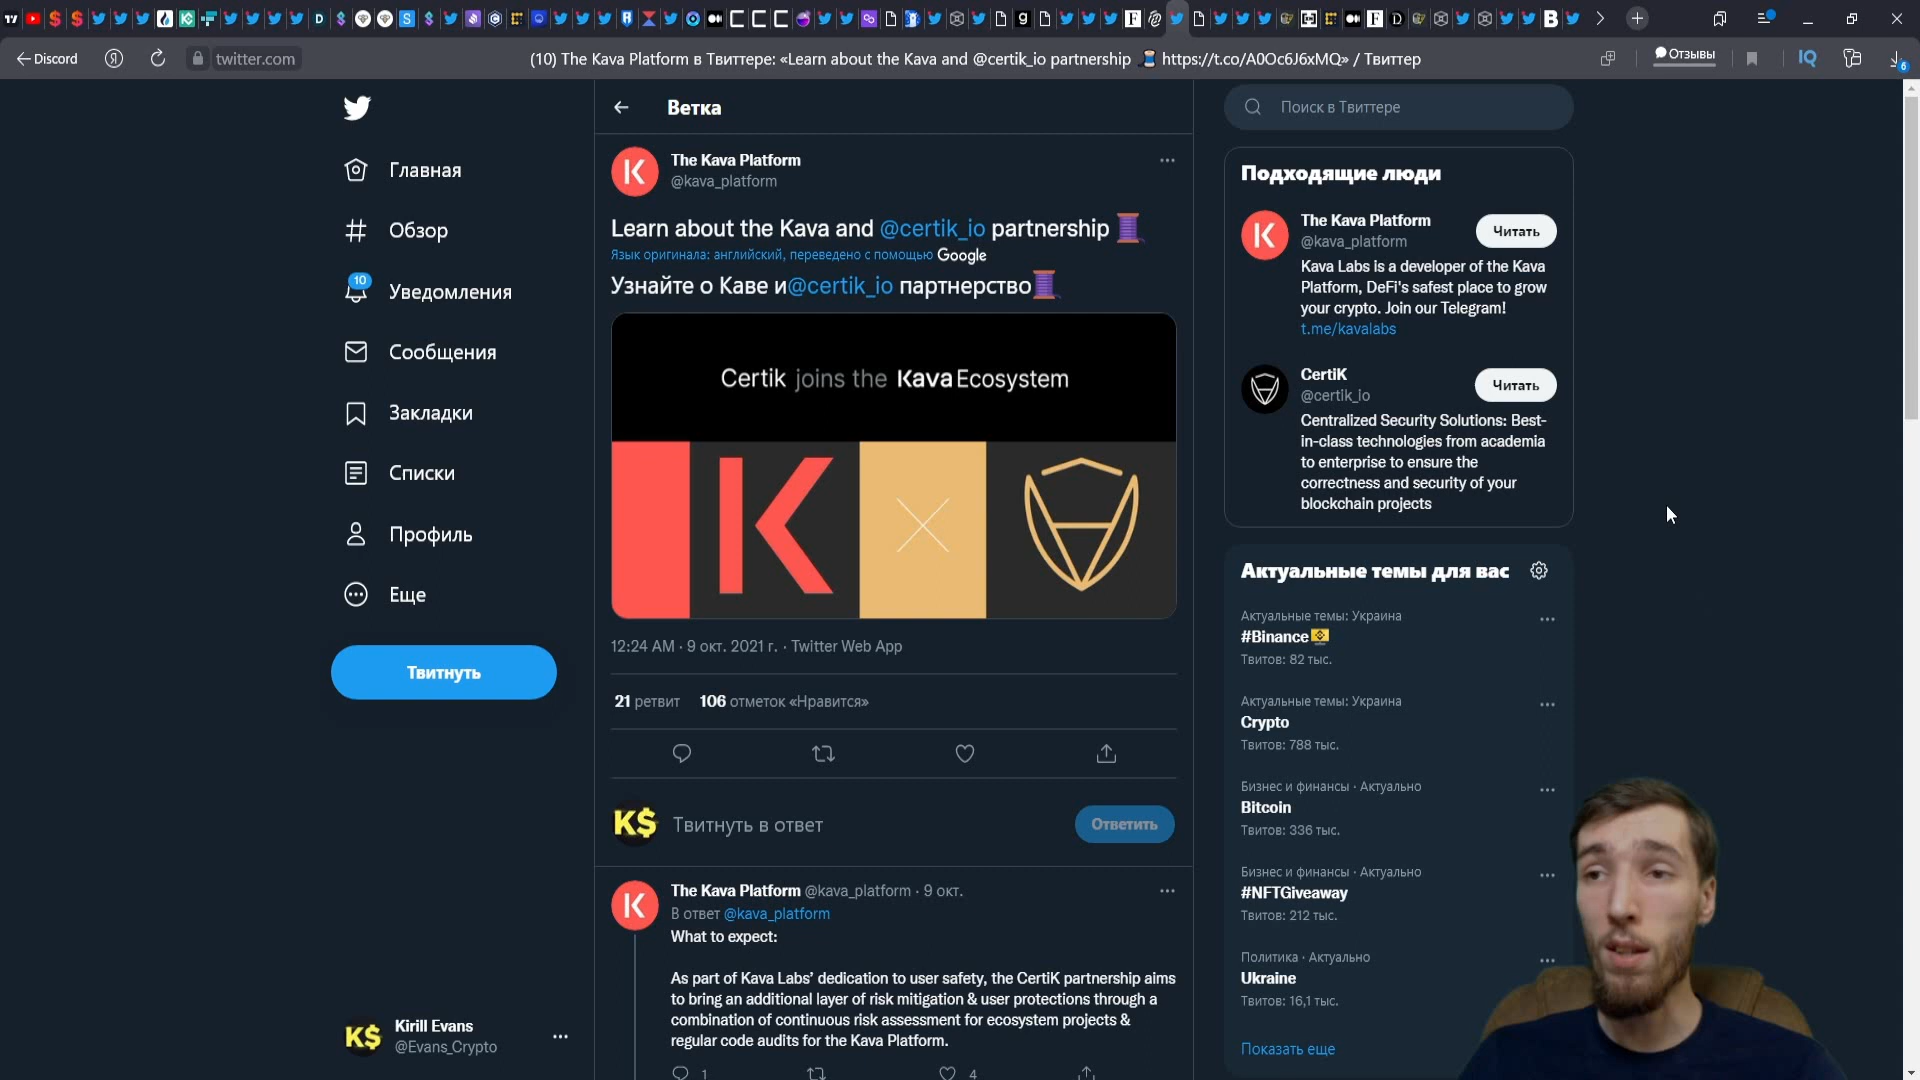 Discord
twitter.com
(10) The Kava Platform в Твиттере: «Learn about the Kava and @certik_io partnership 🧵 https://t.co/A0Oc6J6xMQ» / Твиттер
Отзывы
6
Главная
Обзор
10
Уведомления
Сообщения
Закладки
Списки
Профиль
Еще
Твитнуть
K$
Kirill Evans
@Evans_Crypto
Ветка
The Kava Platform
@kava_platform
Learn about the Kava and @certik_io partnership 🧵
Язык оригинала: английский, переведено с помощью Google
Узнайте о Каве и@certik_io партнерство🧵
Certik joins the Kava Ecosystem
12:24 AM · 9 окт. 2021 г. · Twitter Web App
21 ретвит 106 отметок «Нравится»
K$
Твитнуть в ответ
Ответить
The Kava Platform @kava_platform · 9 окт.
В ответ @kava_platform
What to expect:
As part of Kava Labs’ dedication to user safety, the CertiK partnership aims
to bring an additional layer of risk mitigation & user protections through a
combination of continuous risk assessment for ecosystem projects &
regular code audits for the Kava Platform.
1
4
Поиск в Твиттере
Подходящие люди
The Kava Platform
@kava_platform
Читать
Kava Labs is a developer of the Kava
Platform, DeFi's safest place to grow
your crypto. Join our Telegram!
t.me/kavalabs
CertiK
@certik_io
Читать
Centralized Security Solutions: Best-
in-class technologies from academia
to enterprise to ensure the
correctness and security of your
blockchain projects
Актуальные темы для вас
Актуальные темы: Украина
#Binance
Твитов: 82 тыс.
Актуальные темы: Украина
Crypto
Твитов: 788 тыс.
Бизнес и финансы · Актуально
Bitcoin
Твитов: 336 тыс.
Бизнес и финансы · Актуально
#NFTGiveaway
Твитов: 212 тыс.
Политика · Актуально
Ukraine
Твитов: 16,1 тыс.
Показать еще